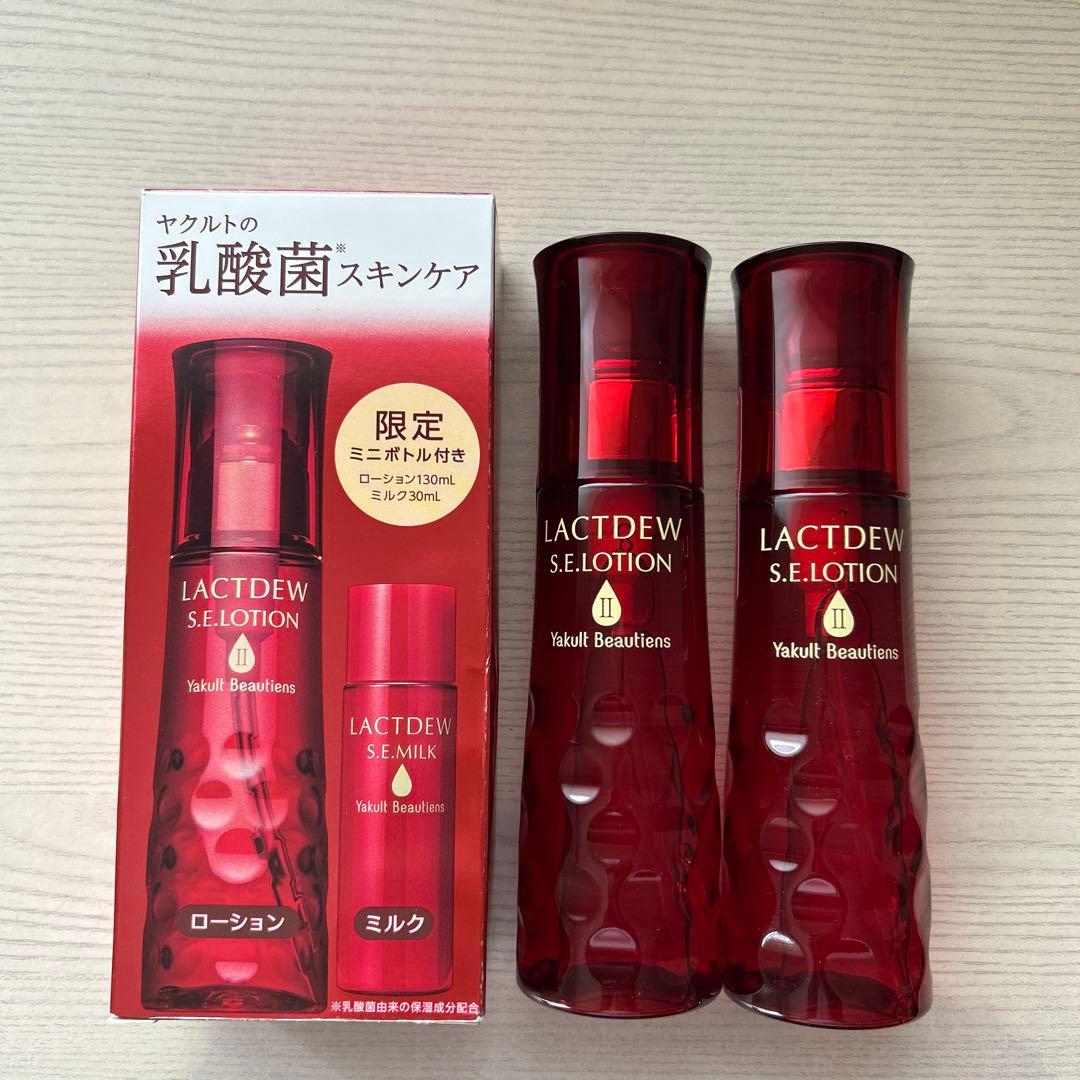 ヤクルトの
乳酸菌※スキンケア
限定
ミニボトル付き
ローション130mL
ミルク30mL
LACTDEW
S.E.LOTION
II
Yakult Beautiens
LACTDEW
S.E.MILK
Yakult Beautiens
ローション
ミルク
※乳酸菌由来の保湿成分配合
LACTDEW
S.E.LOTION
II
Yakult Beautiens
LACTDEW
S.E.LOTION
II
Yakult Beautiens